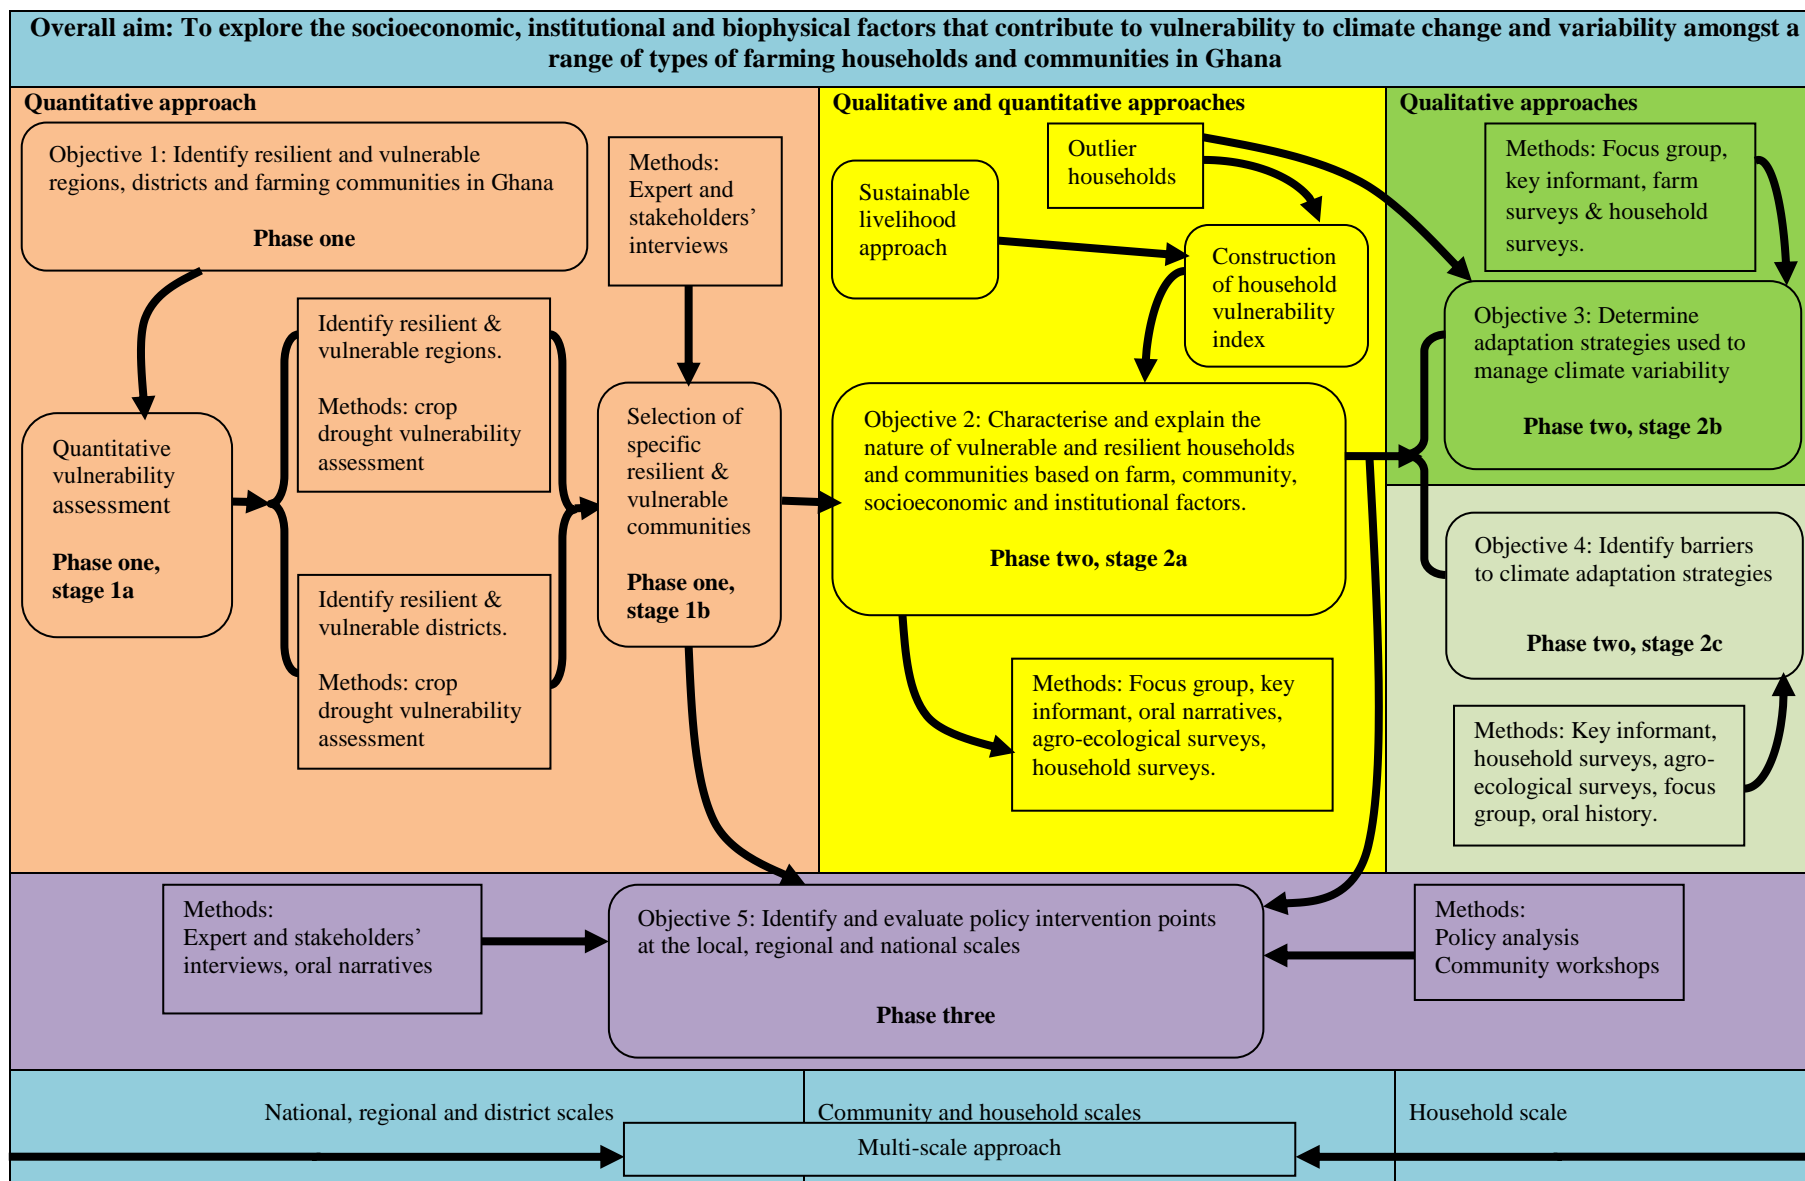 Overall aim: To explore the socioeconomic, institutional and biophysical factors that contribute to vulnerability to climate change and variability amongst a
range of types of farming households and communities in Ghana
Quantitative approach
Objective 1: Identify resilient and vulnerable
regions, districts and farming communities in Ghana
Phase one
Methods:
Expert and
stakeholders’
interviews
Identify resilient &
vulnerable regions.
Methods: crop
drought vulnerability
assessment
Quantitative
vulnerability
assessment
Phase one,
stage 1a
Selection of
specific
resilient &
vulnerable
communities
Phase one,
stage 1b
Identify resilient &
vulnerable districts.
Methods: crop
drought vulnerability
assessment
Qualitative and quantitative approaches
Outlier
households
Sustainable
livelihood
approach
Construction
of household
vulnerability
index
Objective 2: Characterise and explain the
nature of vulnerable and resilient households
and communities based on farm, community,
socioeconomic and institutional factors.
Phase two, stage 2a
Methods: Focus group, key
informant, oral narratives,
agro-ecological surveys,
household surveys.
Qualitative approaches
Methods: Focus group,
key informant, farm
surveys & household
surveys.
Objective 3: Determine
adaptation strategies used to
manage climate variability
Phase two, stage 2b
Objective 4: Identify barriers
to climate adaptation strategies
Phase two, stage 2c
Methods: Key informant,
household surveys, agro-
ecological surveys, focus
group, oral history.
Methods:
Expert and stakeholders’
interviews, oral narratives
Objective 5: Identify and evaluate policy intervention points
at the local, regional and national scales
Phase three
Methods:
Policy analysis
Community workshops
National, regional and district scales
Community and household scales
Household scale
Multi-scale approach